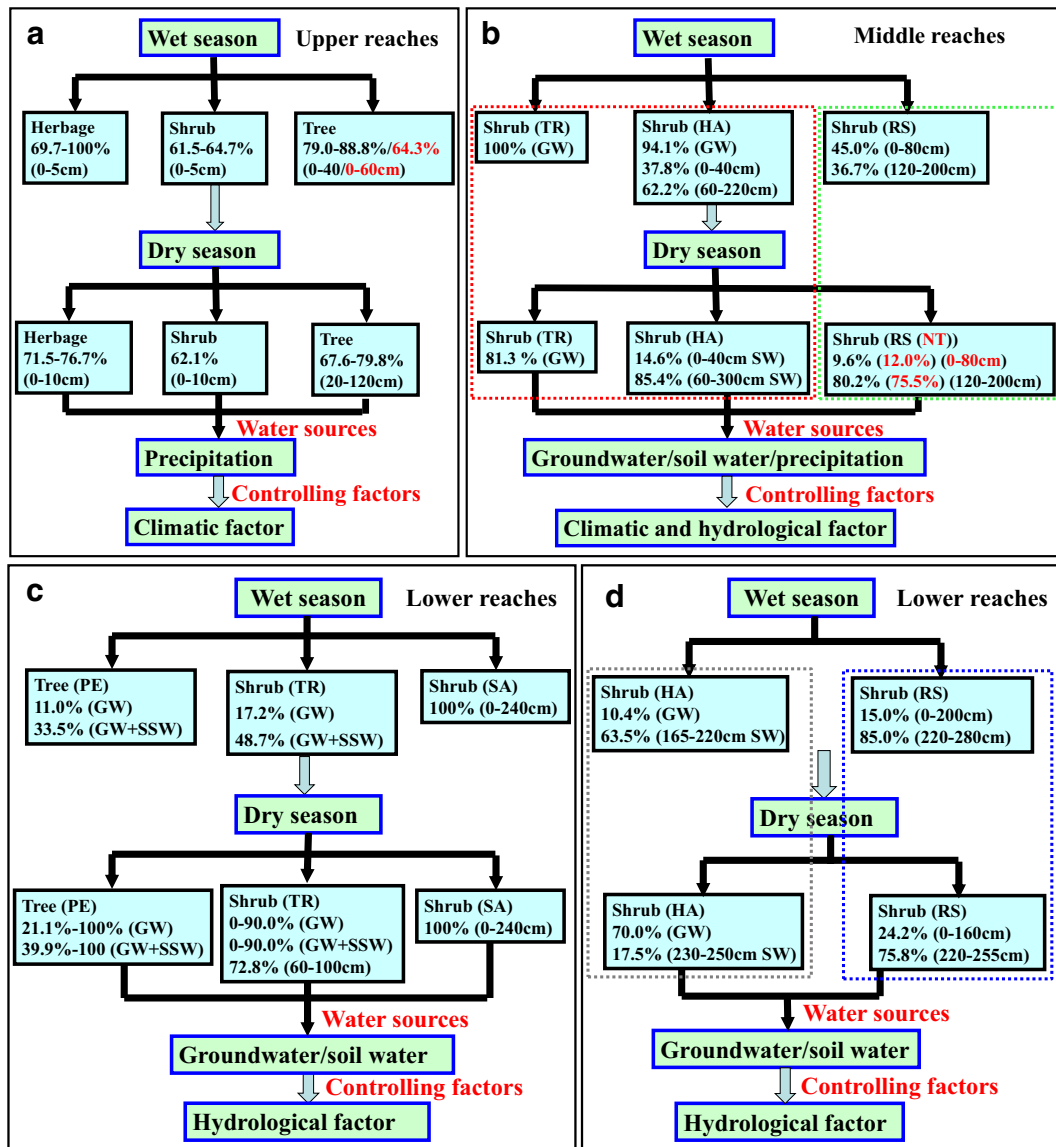 a
Wet season
Upper reaches
Herbage
69.7-100%
(0-5cm)
Shrub
61.5-64.7%
(0-5cm)
Tree
79.0-88.8%/64.3%
(0-40/0-60cm)
Dry season
Herbage
71.5-76.7%
(0-10cm)
Shrub
62.1%
(0-10cm)
Tree
67.6-79.8%
(20-120cm)
Water sources
Precipitation
Controlling factors
Climatic factor
b
Wet season
Middle reaches
Shrub (TR)
100% (GW)
Shrub (HA)
94.1% (GW)
37.8% (0-40cm)
62.2% (60-220cm)
Shrub (RS)
45.0% (0-80cm)
36.7% (120-200cm)
Dry season
Shrub (TR)
81.3 % (GW)
Shrub (HA)
14.6% (0-40cm SW)
85.4% (60-300cm SW)
Shrub (RS (NT))
9.6% (12.0%) (0-80cm)
80.2% (75.5%) (120-200cm)
Water sources
Groundwater/soil water/precipitation
Controlling factors
Climatic and hydrological factor
c
Wet season
Lower reaches
Tree (PE)
11.0% (GW)
33.5% (GW+SSW)
Shrub (TR)
17.2% (GW)
48.7% (GW+SSW)
Shrub (SA)
100% (0-240cm)
Dry season
Tree (PE)
21.1%-100% (GW)
39.9%-100 (GW+SSW)
Shrub (TR)
0-90.0% (GW)
0-90.0% (GW+SSW)
72.8% (60-100cm)
Shrub (SA)
100% (0-240cm)
Water sources
Groundwater/soil water
Controlling factors
Hydrological factor
d
Wet season
Lower reaches
Shrub (HA)
10.4% (GW)
63.5% (165-220cm SW)
Shrub (RS)
15.0% (0-200cm)
85.0% (220-280cm)
Dry season
Shrub (HA)
70.0% (GW)
17.5% (230-250cm SW)
Shrub (RS)
24.2% (0-160cm)
75.8% (220-255cm)
Water sources
Groundwater/soil water
Controlling factors
Hydrological factor